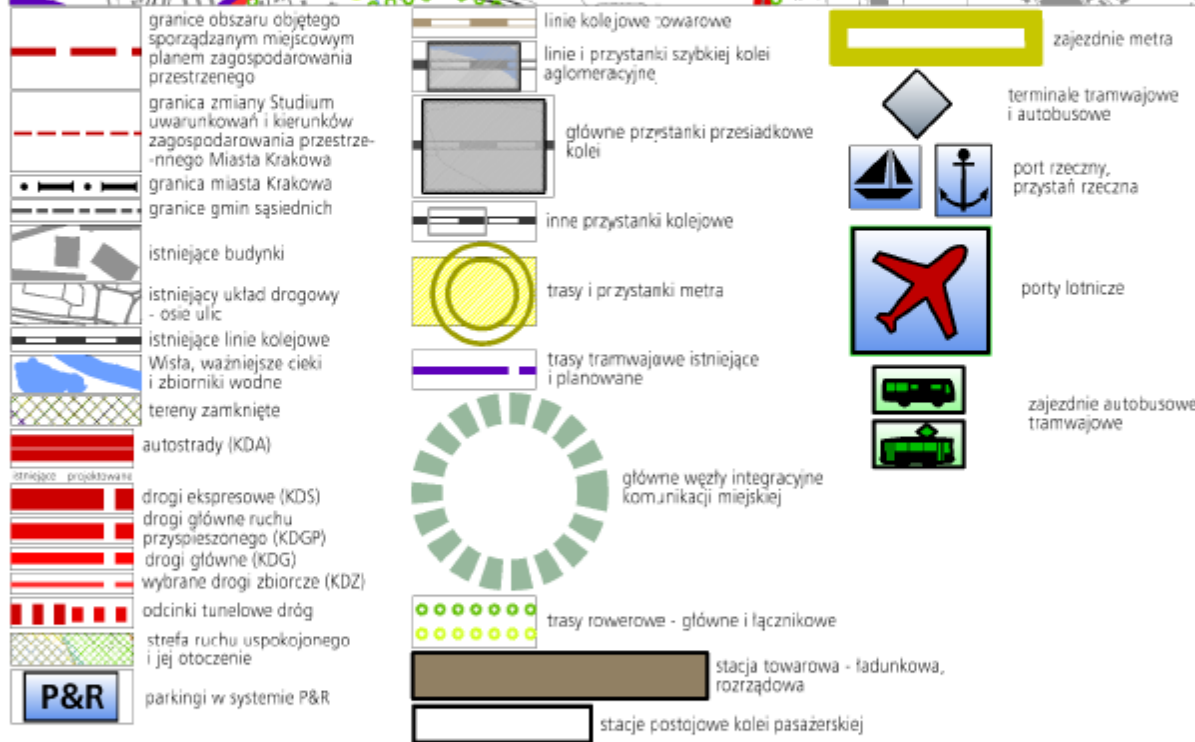 granice obszaru objętego
sporządzanym miejscowym
planem zagospodarowania
przestrzenego
granica zmiany Studium
uwarunkowań i kierunków
zagospodarowania przestrze-
-nnego Miasta Krakowa
granica miasta Krakowa
granice gmin sąsiednich
istniejące budynki
istniejący układ drogowy
- osie ulic
istniejące linie kolejowe
Wisła, ważniejsze cieki
i zbiorniki wodne
tereny zamknięte
autostrady (KDA)
istniejące projektowane
drogi ekspresowe (KDS)
drogi główne ruchu
przyspieszonego (KDGP)
drogi główne (KDG)
wybrane drogi zbiorcze (KDZ)
odcinki tunelowe dróg
strefa ruchu uspokojonego
i jej otoczenie
P&R
parkingi w systemie P&R
linie kolejowe towarowe
linie i przystanki szybkiej kolei
aglomeracyjne
główne przystanki przesiadkowe
kolei
inne przystanki kolejowe
trasy i przystanki metra
trasy tramwajowe istniejące
i planowane
główne węzły integracyjne
komunikacji miejskiej
trasy rowerowe - główne i łącznikowe
stacja towarowa - ładunkowa,
rozrządowa
stacje postojowe kolei pasażerskiej
zajezdnie metra
terminale tramwajowe
i autobusowe
port rzeczny,
przystań rzeczna
porty lotnicze
zajezdnie autobusowe
tramwajowe